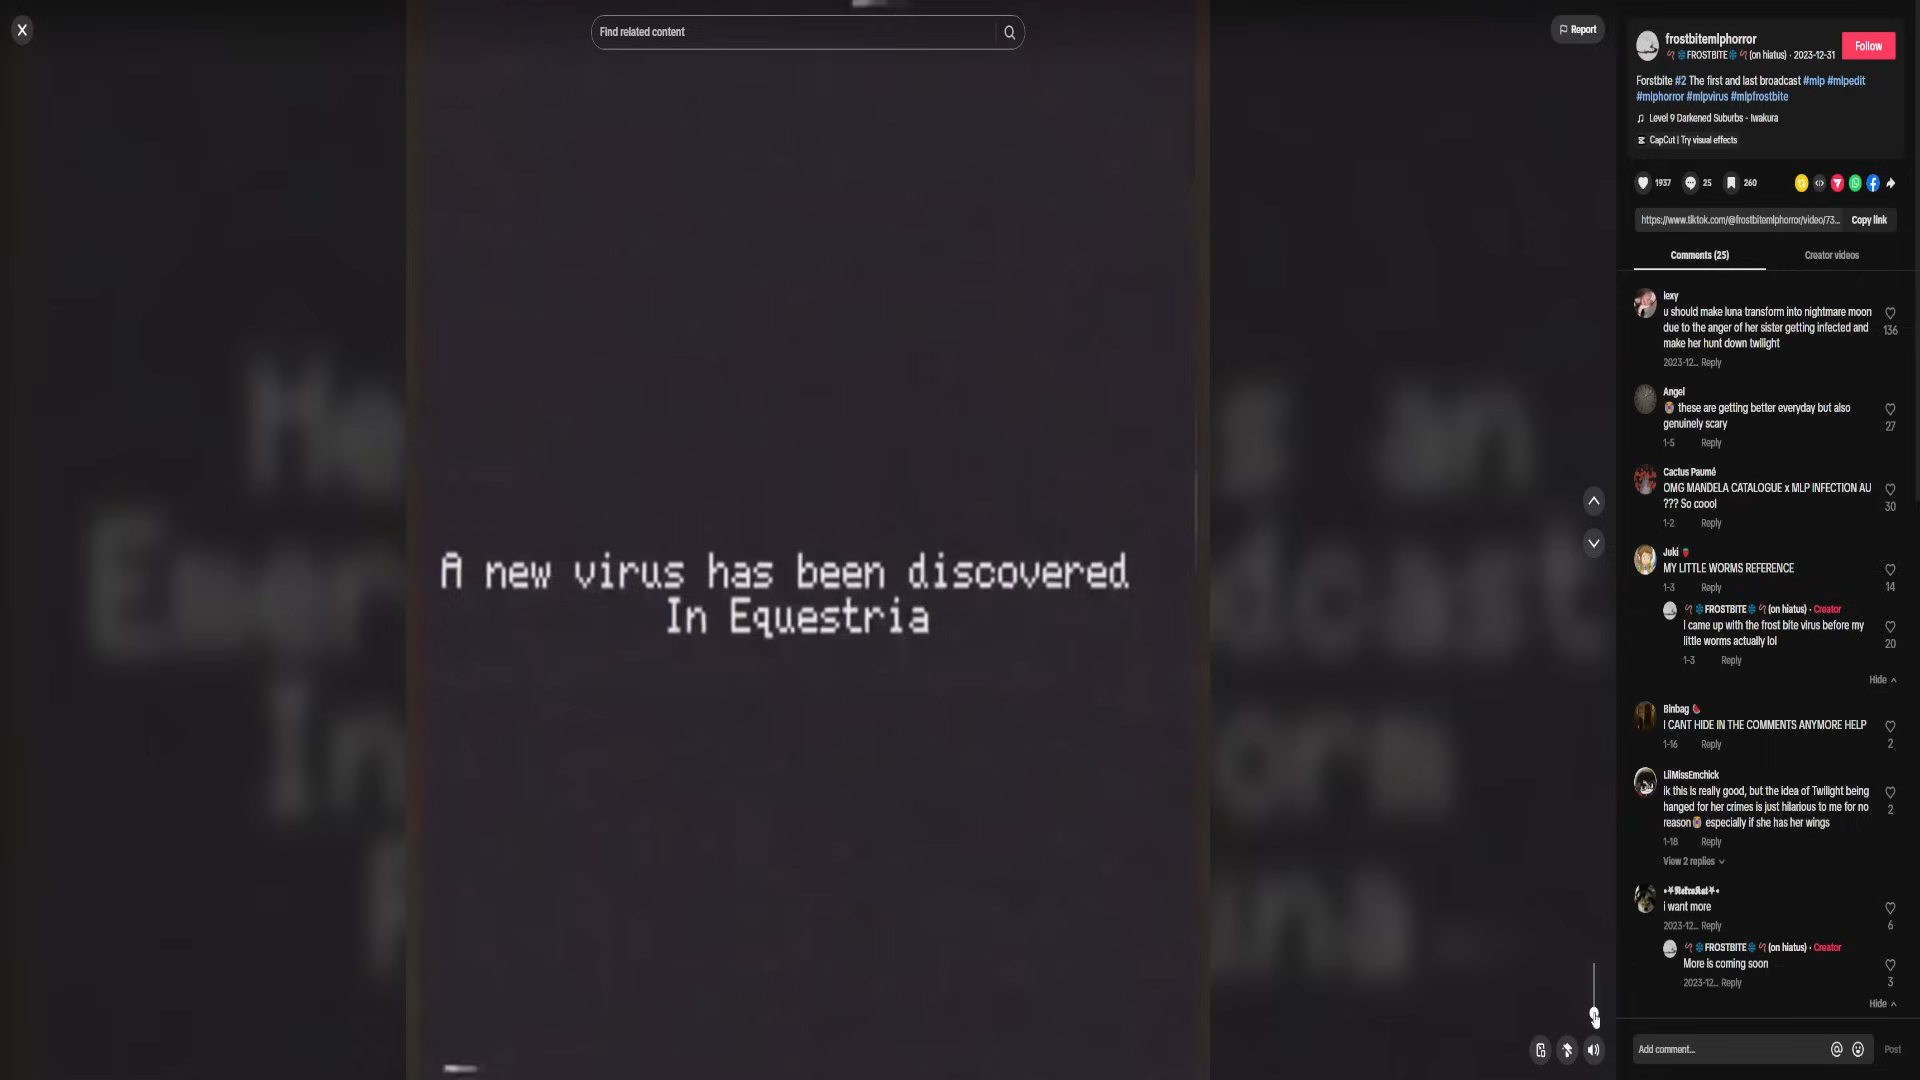 Find related content
Report
A new virus has been discovered
In Equestria
frostbitemlphorror
FROSTBITE (on hiatus) · 2023-12-31
Follow
Forstbite #2 The first and last broadcast #mlp #mlpedit
#mlphorror #mlpvirus #mlpfrostbite
Level 9 Darkened Suburbs - Iwakura
CapCut | Try visual effects
1937
25
260
https://www.tiktok.com/@frostbitemlphorror/video/73...
Copy link
Comments (25)
Creator videos
lexy
u should make luna transform into nightmare moon
due to the anger of her sister getting infected and
make her hunt down twilight
136
2023-12... Reply
Angel
these are getting better everyday but also
genuinely scary
27
1-5 Reply
Cactus Paumé
OMG MANDELA CATALOGUE x MLP INFECTION AU
??? So coool
30
1-2 Reply
Juki
MY LITTLE WORMS REFERENCE
14
1-3 Reply
FROSTBITE (on hiatus) · Creator
I came up with the frost bite virus before my
little worms actually lol
20
1-3 Reply
Hide
Binbag
I CANT HIDE IN THE COMMENTS ANYMORE HELP
2
1-16 Reply
LilMissEmchick
ik this is really good, but the idea of Twilight being
hanged for her crimes is just hilarious to me for no
reason especially if she has her wings
2
1-18 Reply
View 2 replies
RetroRat
i want more
6
2023-12... Reply
FROSTBITE (on hiatus) · Creator
More is coming soon
3
2023-12... Reply
Hide
Add comment...
Post